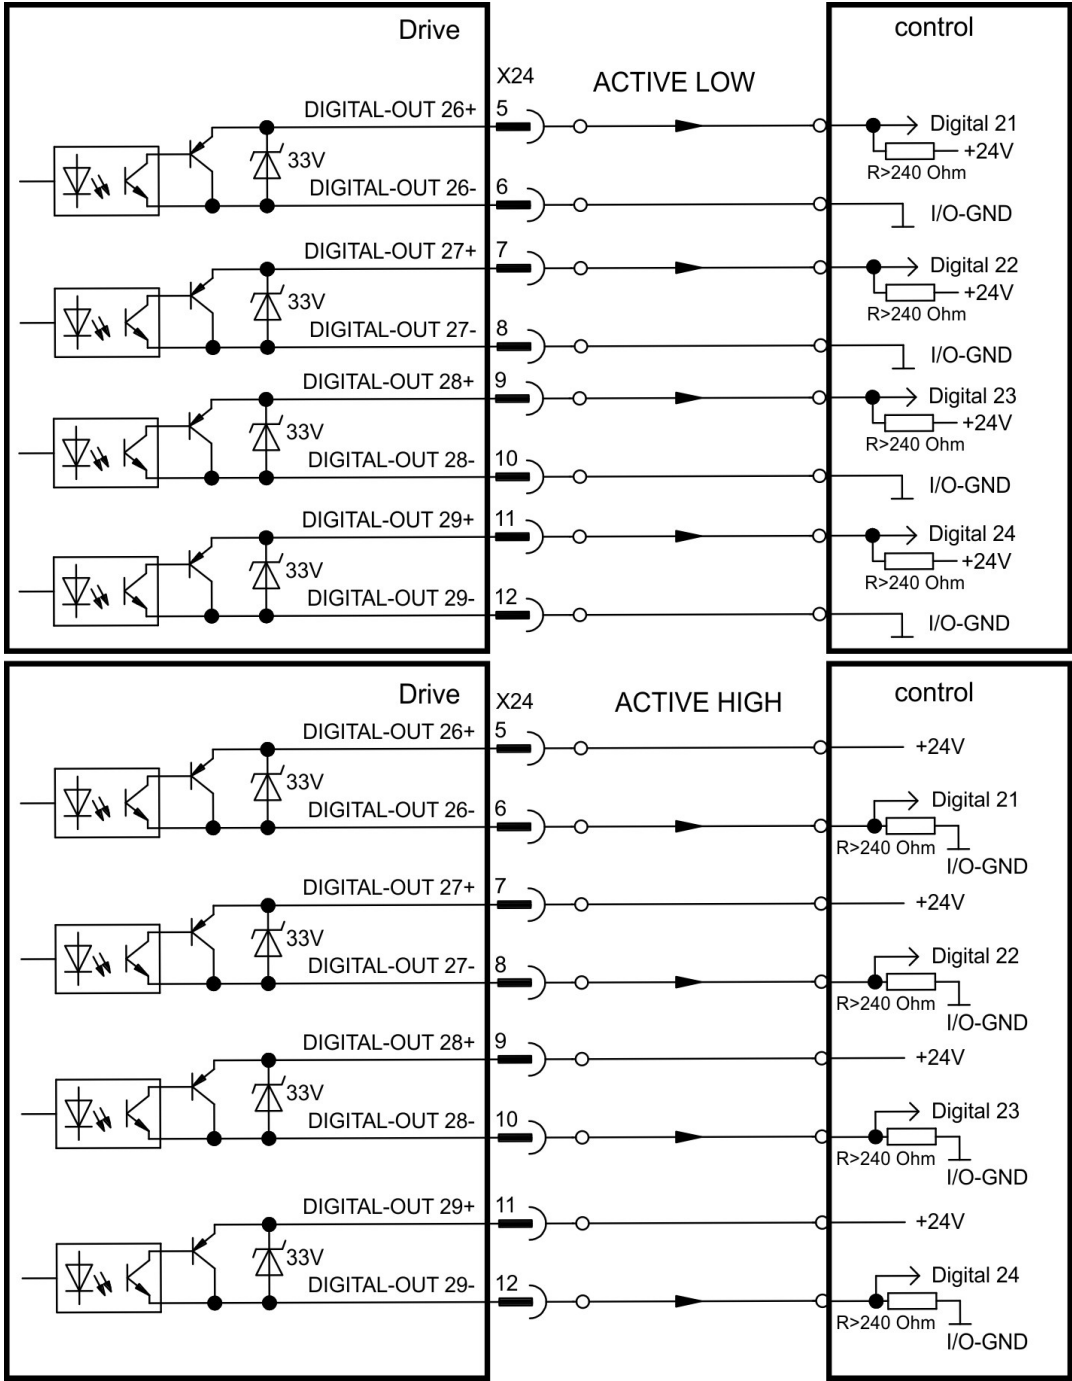 Drive
control
X24
ACTIVE LOW
DIGITAL-OUT 26+
5
Digital 21
33V
+24V
R>240 Ohm
DIGITAL-OUT 26-
6
I/O-GND
DIGITAL-OUT 27+
7
Digital 22
33V
+24V
R>240 Ohm
DIGITAL-OUT 27-
8
I/O-GND
DIGITAL-OUT 28+
9
Digital 23
33V
+24V
R>240 Ohm
DIGITAL-OUT 28-
10
I/O-GND
DIGITAL-OUT 29+
11
Digital 24
33V
+24V
R>240 Ohm
DIGITAL-OUT 29-
12
I/O-GND
Drive
control
X24
ACTIVE HIGH
DIGITAL-OUT 26+
5
+24V
33V
DIGITAL-OUT 26-
6
Digital 21
R>240 Ohm
I/O-GND
DIGITAL-OUT 27+
7
+24V
33V
DIGITAL-OUT 27-
8
Digital 22
R>240 Ohm
I/O-GND
DIGITAL-OUT 28+
9
+24V
33V
DIGITAL-OUT 28-
10
Digital 23
R>240 Ohm
I/O-GND
DIGITAL-OUT 29+
11
+24V
33V
DIGITAL-OUT 29-
12
Digital 24
R>240 Ohm
I/O-GND